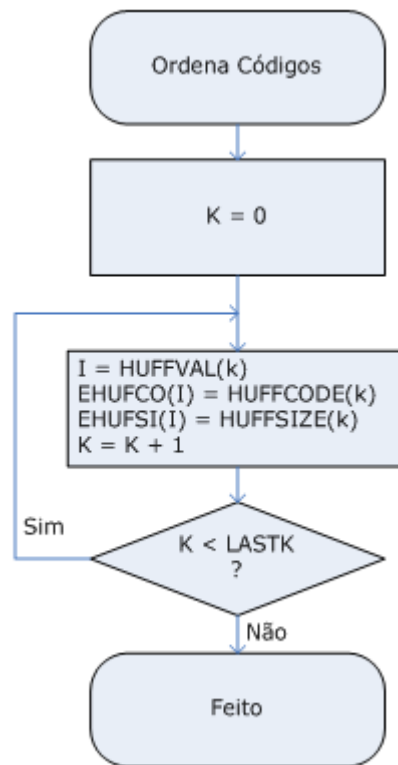 Ordena Códigos
K = 0
I = HUFFVAL(k)
EHUFCO(I) = HUFFCODE(k)
EHUFSI(I) = HUFFSIZE(k)
K = K + 1
Sim
K < LASTK
?
Não
Feito